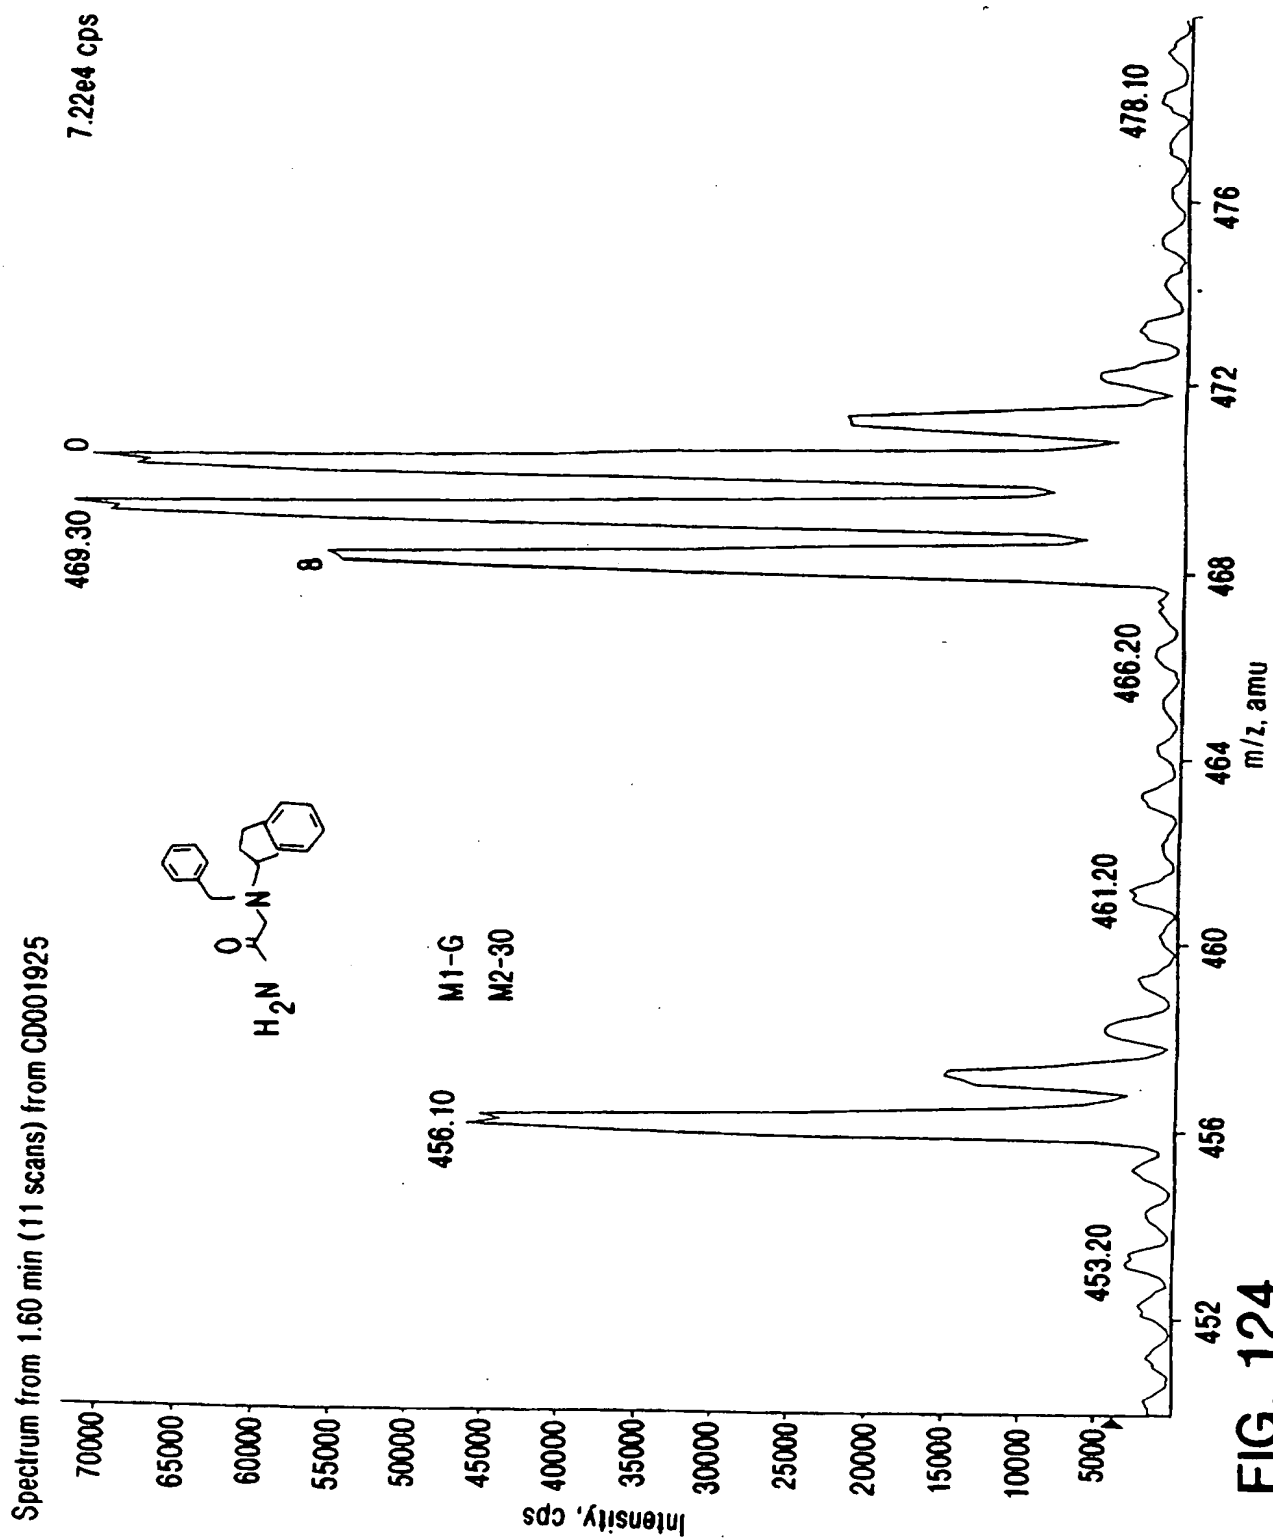 Spectrum from 1.60 min (11 scans) from CD001925
7.22e4 cps
Intensity, cps
70000
65000
60000
55000
50000
45000
40000
35000
30000
25000
20000
15000
10000
5000
453.20
456.10
461.20
466.20
8
469.30
0
478.10
H2N
O
N
M1-G
M2-30
452
456
460
464
468
472
476
m/z, amu
FIG. 124